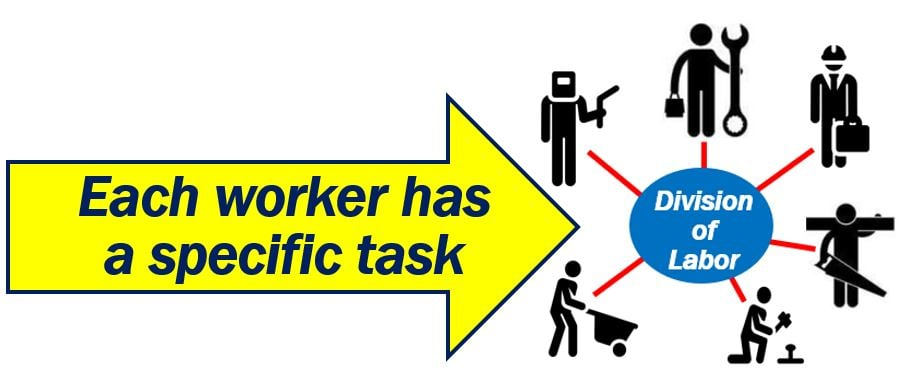 Each worker has
a specific task
Division
of
Labor